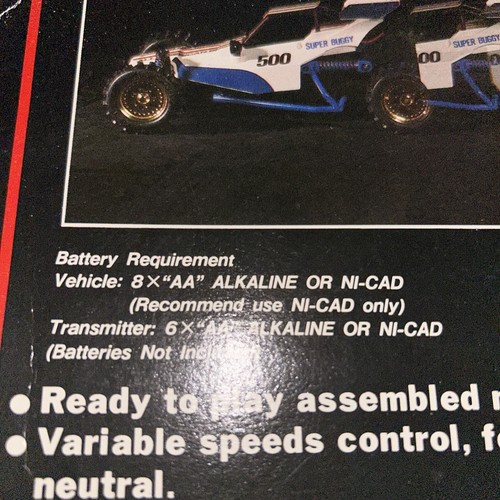 500
SUPER BUGGY
00
SUPER BUGGY
Battery Requirement
Vehicle: 8×"AA" ALKALINE OR NI-CAD
(Recommend use NI-CAD only)
Transmitter: 6×"AA" ALKALINE OR NI-CAD
(Batteries Not
● Ready to play assembled
● Variable speeds control,
neutral.